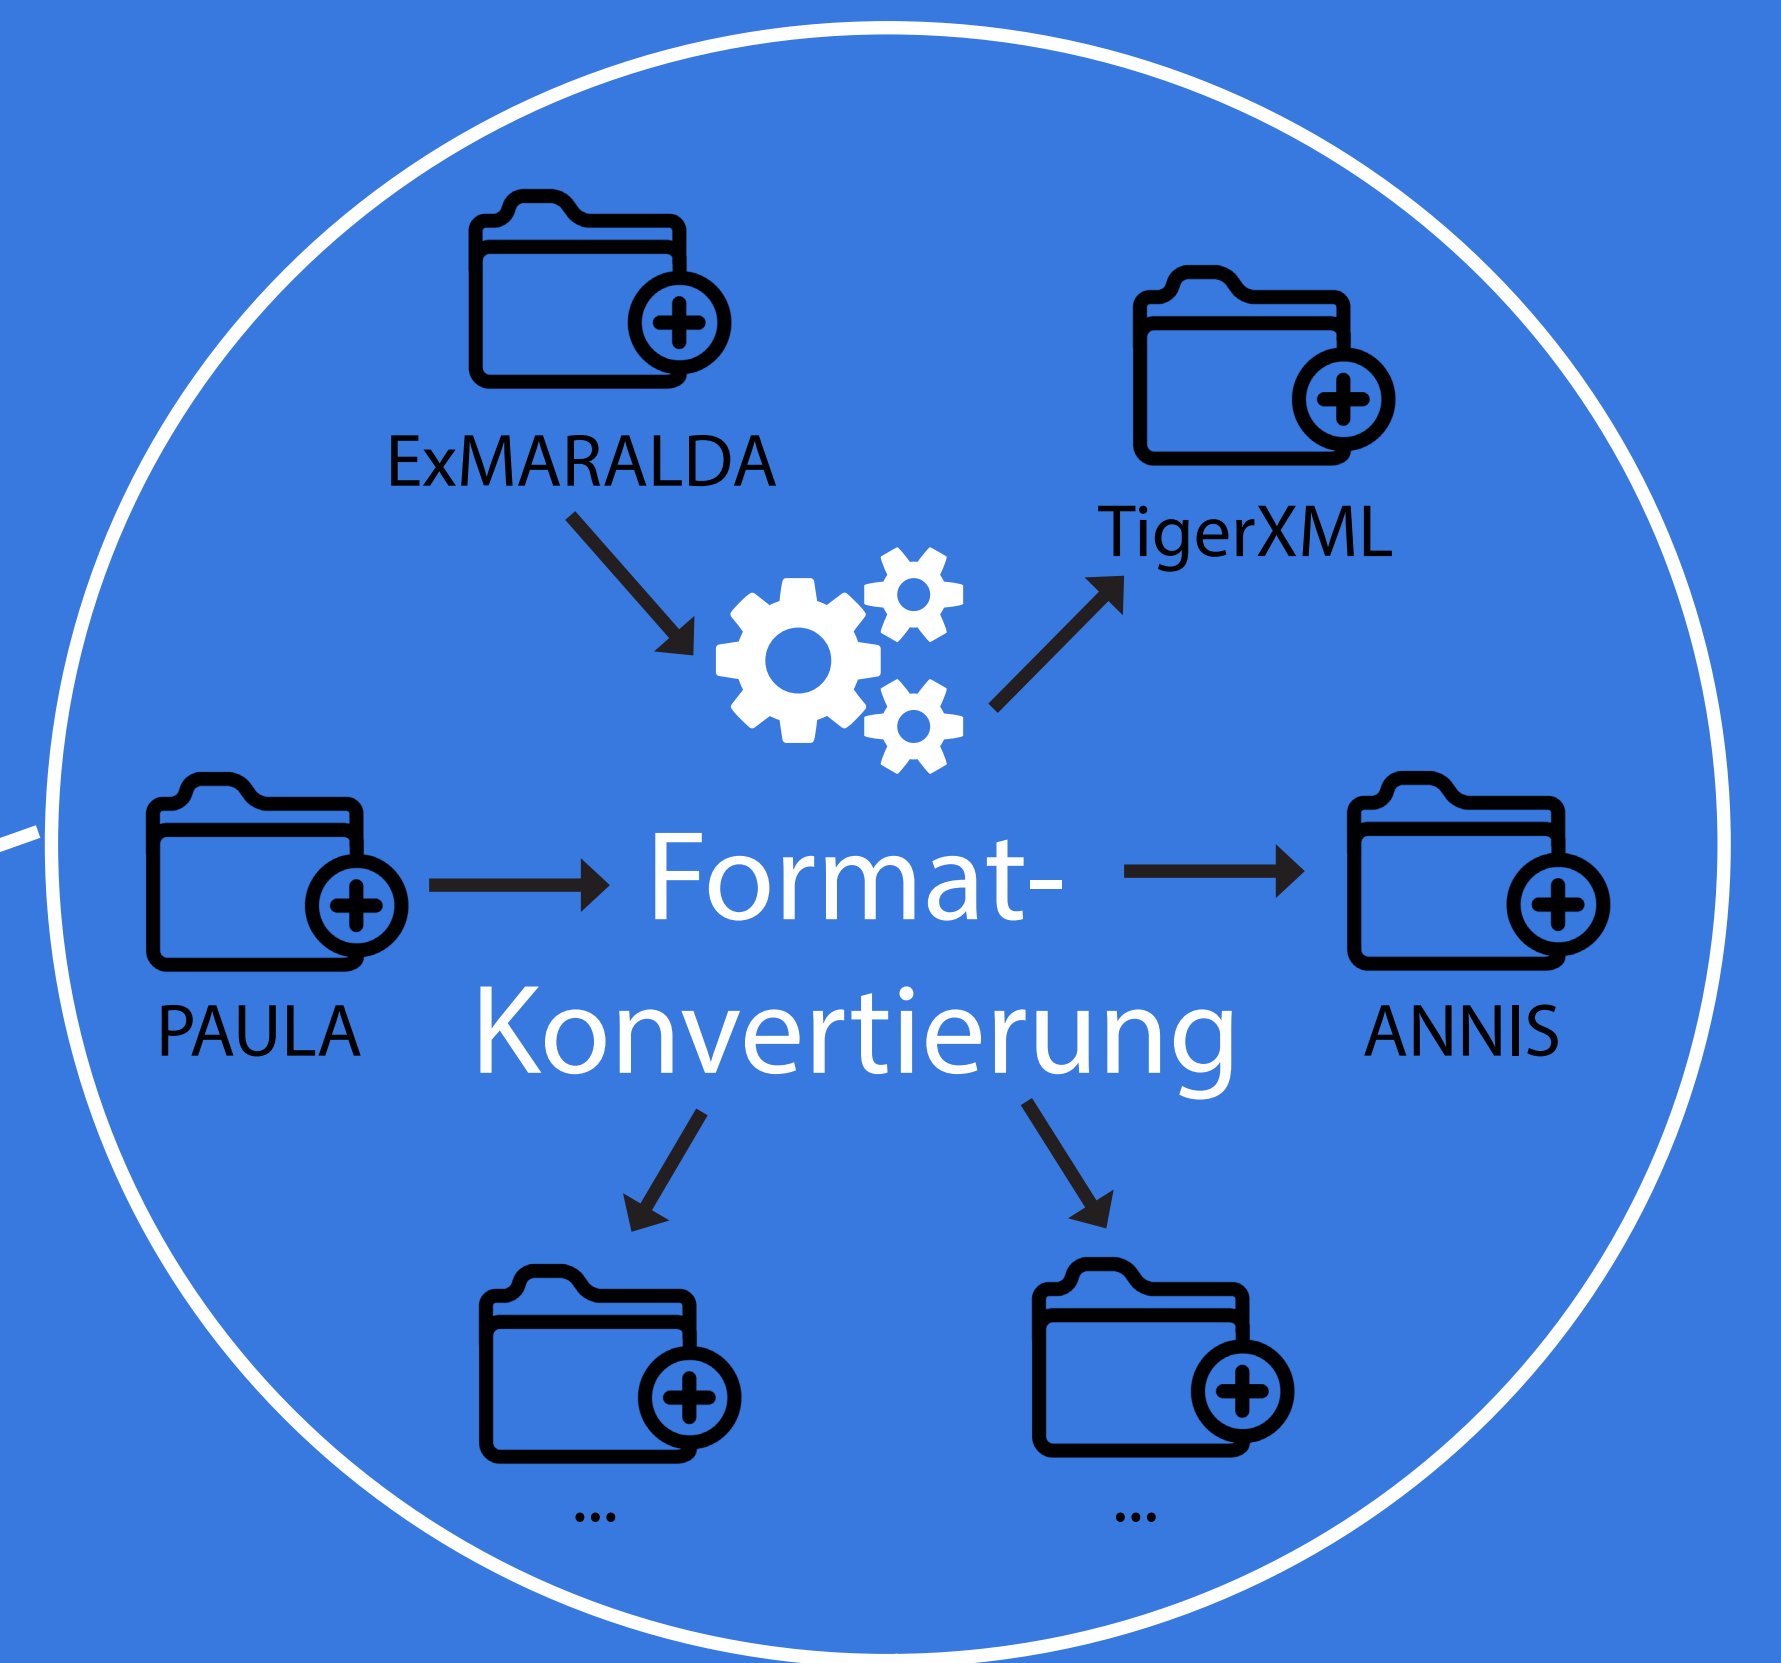 ExMARALDA
TigerXML
PAULA
Format-
Konvertierung
ANNIS
...
...